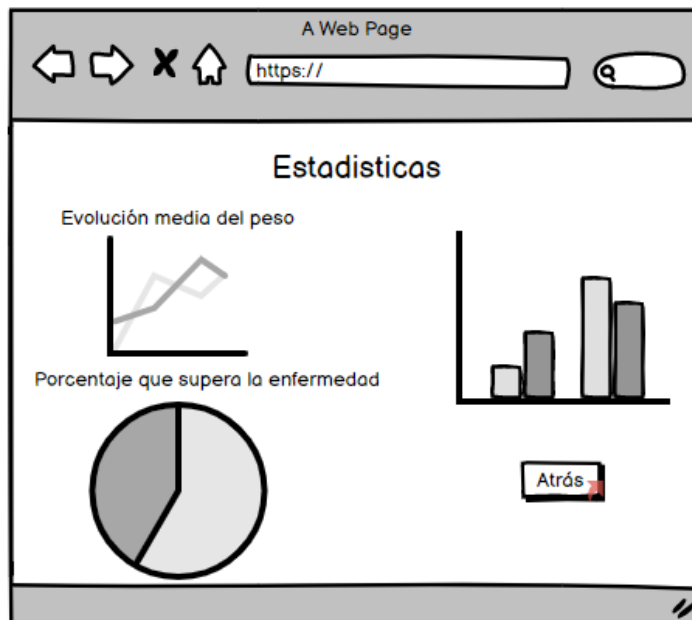 A Web Page
https://
Estadisticas
Evolución media del peso
Porcentaje que supera la enfermedad
Atrás